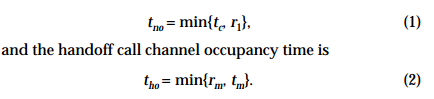 t_no = min{t_c, r_1}, (1)
and the handoff call channel occupancy time is
t_ho = min{r_m, t_m}. (2)